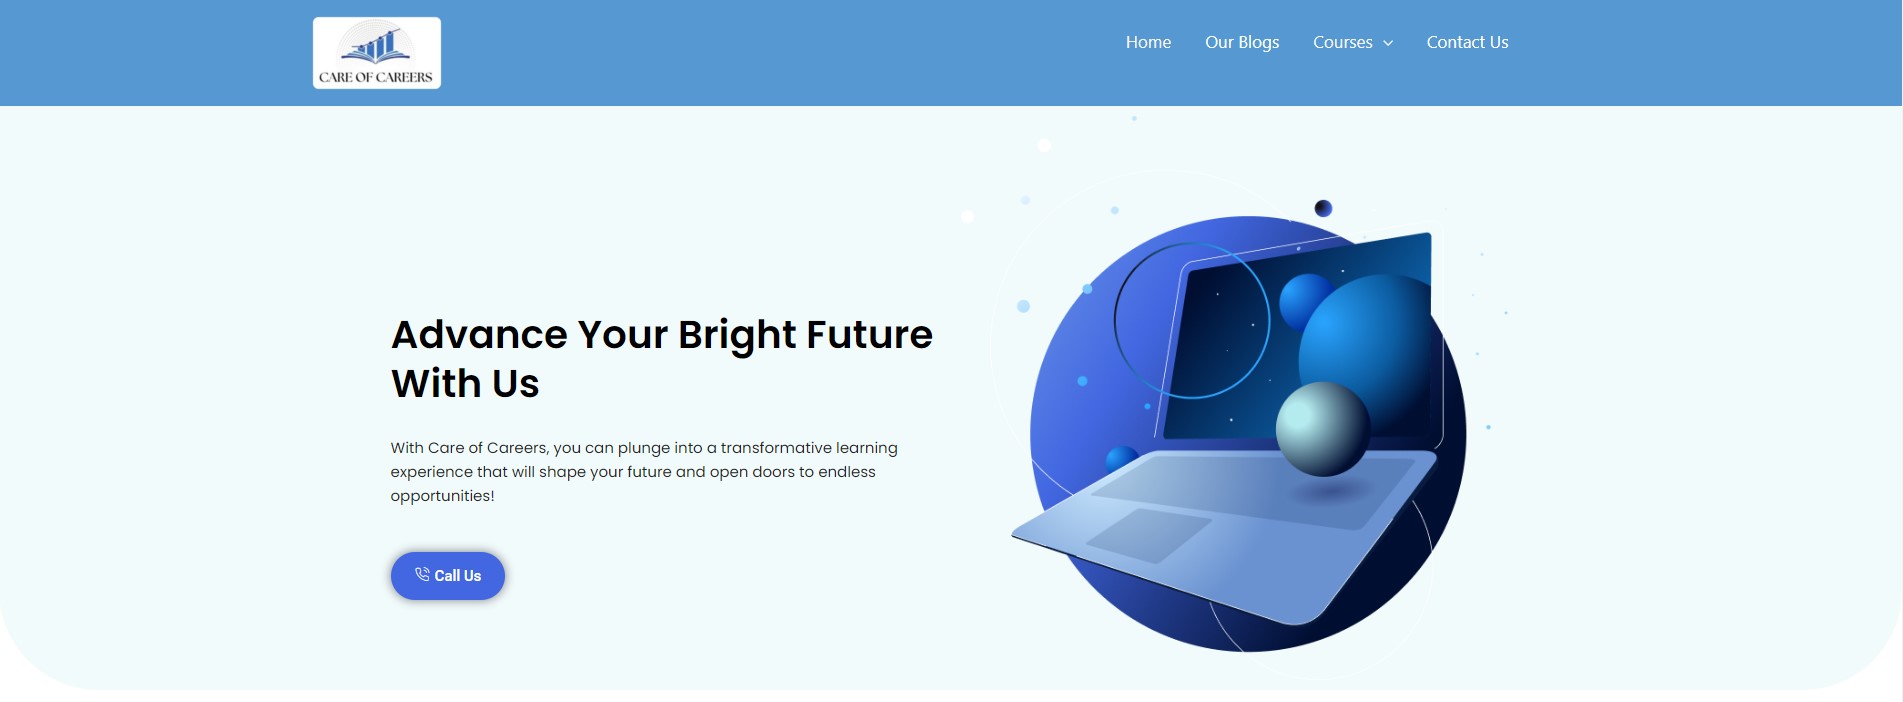 CARE OF CAREERS
Home
Our Blogs
Courses
Contact Us
Advance Your Bright Future
With Us
With Care of Careers, you can plunge into a transformative learning
experience that will shape your future and open doors to endless
opportunities!
Call Us